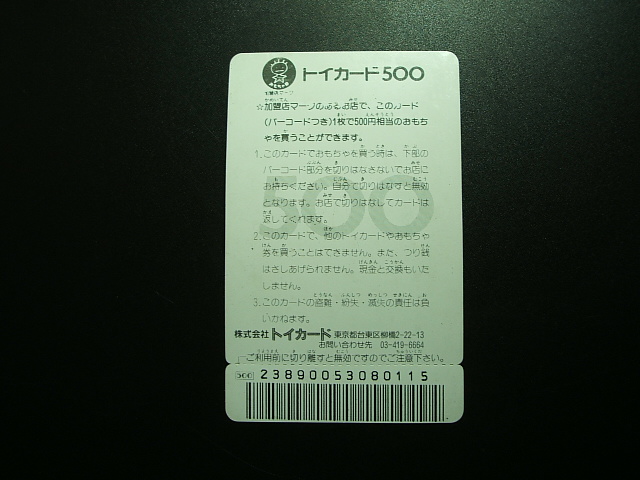 トイカード500
加盟店マーク
☆加盟店マークのあるお店で、このカード
(バーコードつき)1枚で500円相当のおもち
ゃを買うことができます。
1.このカードでおもちゃを買う時は、下部の
バーコード部分を切りはなさないでお店に
お持ちください。自分で切りはなすと無効
となります。お店で切りはなしてカードは
返してくれます。
2.このカードで、他のトイカードやおもちゃ
券を買うことはできません。また、つり銭
はさしあげられません。現金と交換もいた
しません。
3.このカードの盗難・紛失・滅失の責任は負
いかねます。
500
株式会社 トイカード 東京都台東区柳橋2-22-13
お問い合わせ先 03-419-6664
ご利用前に切り離すと無効ですのでご注意下さい。
500 23890053080115